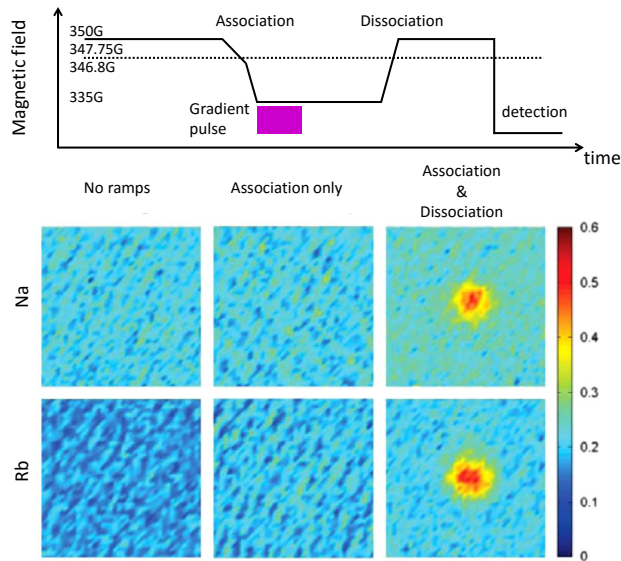 Magnetic field
Association
Dissociation
350G
347.75G
346.8G
335G
Gradient
pulse
detection
time
No ramps
Association only
Association
&
Dissociation
Na
Rb
0.6
0.5
0.4
0.3
0.2
0.1
0